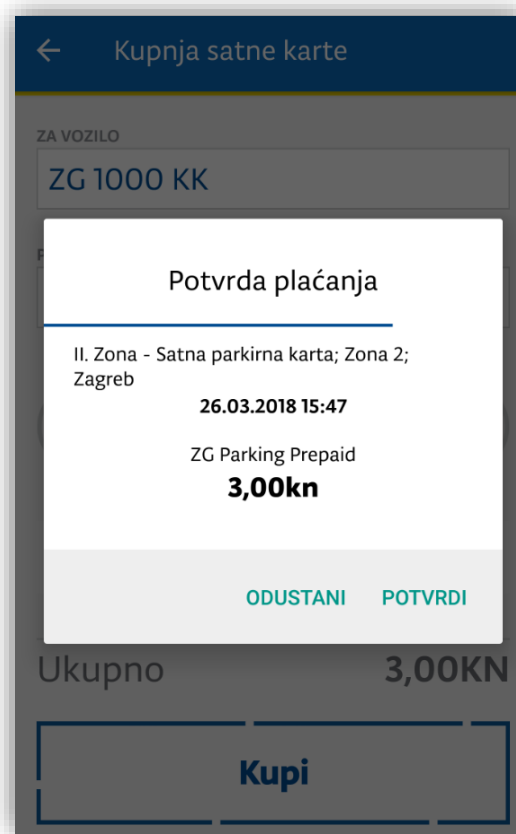 Kupnja satne karte
ZA VOZILO
ZG 1000 KK
P
Potvrda plaćanja
II. Zona - Satna parkirna karta; Zona 2;
Zagreb
26.03.2018 15:47
ZG Parking Prepaid
3,00kn
ODUSTANI POTVRDI
Ukupno 3,00KN
Kupi